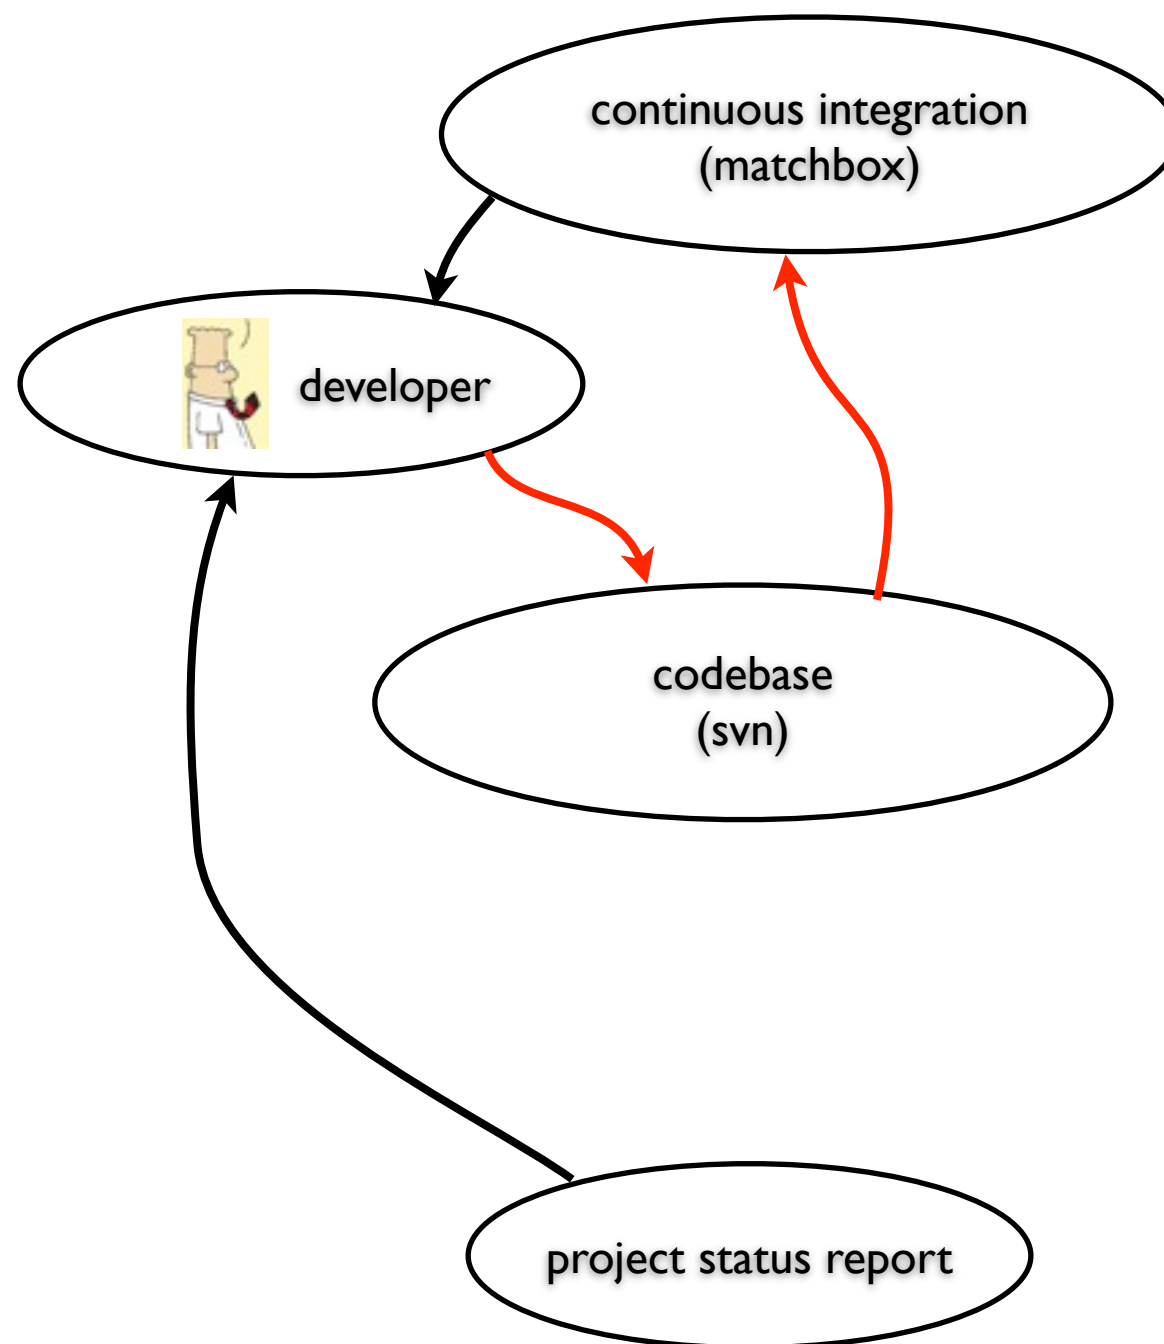 continuous integration
(matchbox)
developer
codebase
(svn)
project status report